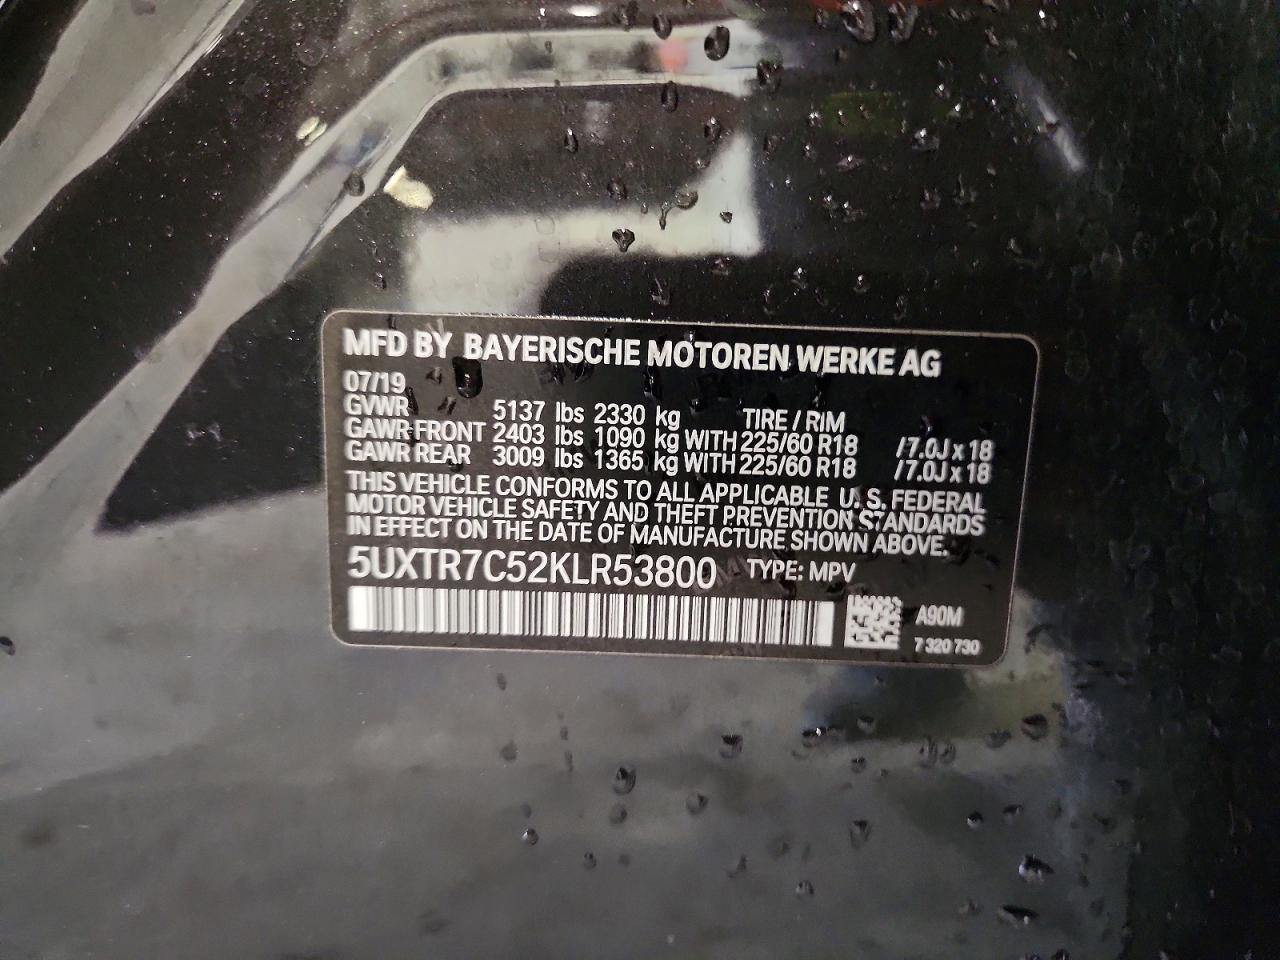 MFD BY BAYERISCHE MOTOREN WERKE AG
07/19
GVWR 5137 lbs 2330 kg TIRE / RIM
GAWR FRONT 2403 lbs 1090 kg WITH 225/60 R18 / 7.0J x 18
GAWR REAR 3009 lbs 1365 kg WITH 225/60 R18 / 7.0J x 18
THIS VEHICLE CONFORMS TO ALL APPLICABLE U. S. FEDERAL
MOTOR VEHICLE SAFETY AND THEFT PREVENTION STANDARDS
IN EFFECT ON THE DATE OF MANUFACTURE SHOWN ABOVE.
5UXTR7C52KLR53800 TYPE: MPV
A90M
7 320 730